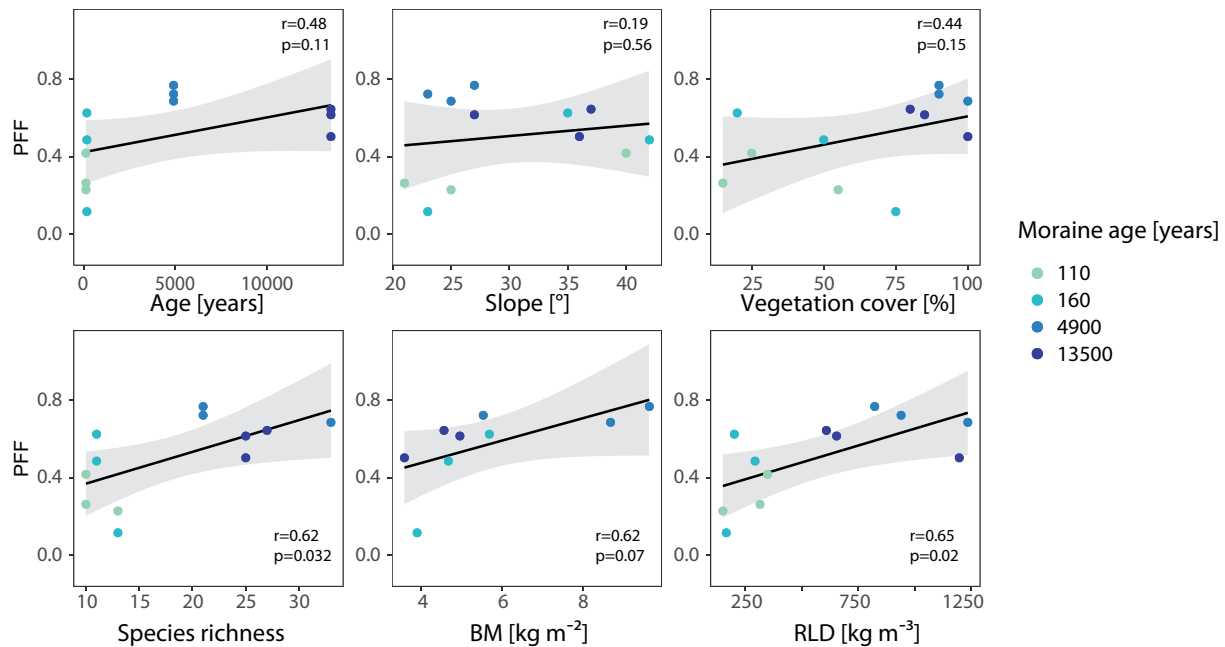 r=0.48
p=0.11
r=0.19
p=0.56
r=0.44
p=0.15
PFF
0.8
0.4
0.0
0 5000 10000
20 25 30 35 40
25 50 75 100
Age [years]
Slope [°]
Vegetation cover [%]
Moraine age [years]
110
160
4900
13500
PFF
0.8
0.4
0.0
r=0.62
p=0.032
r=0.62
p=0.07
r=0.65
p=0.02
10 15 20 25 30
4 6 8
250 750 1250
Species richness
BM [kg m⁻²]
RLD [kg m⁻³]